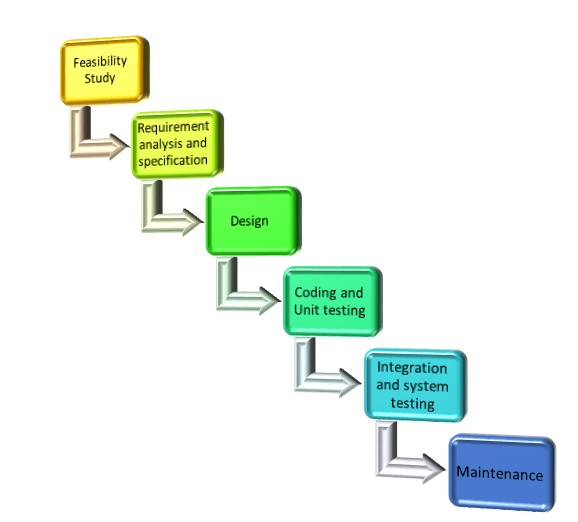 Feasibility
Study
Requirement
analysis and
specification
Design
Coding and
Unit testing
Integration
and system
testing
Maintenance